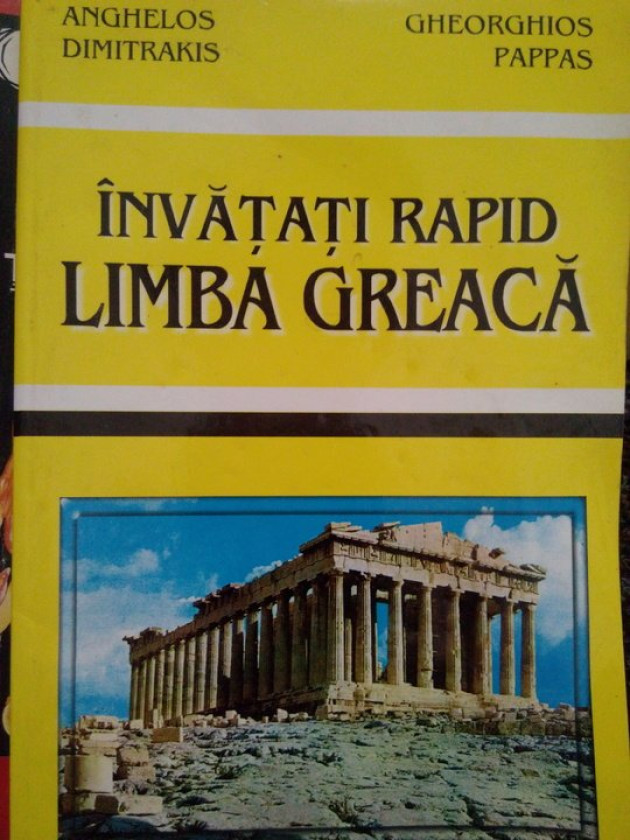 ANGHELOS
DIMITRAKIS
GHEORGHIOS
PAPPAS
ÎNVĂȚAȚI RAPID
LIMBA GREACĂ